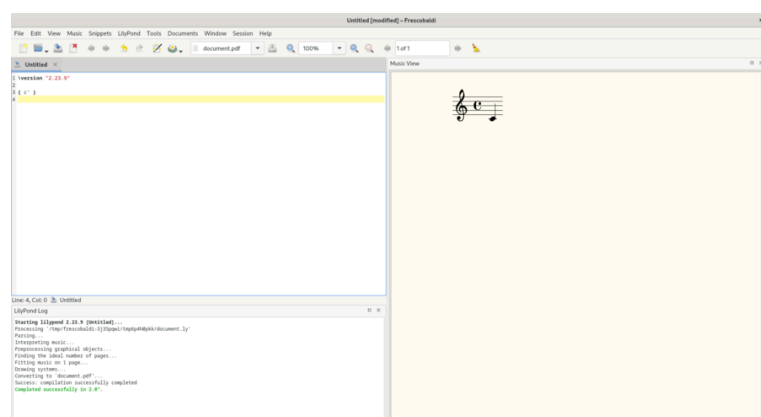 Untitled [modified] – Frescobaldi
File Edit View Music Snippets LilyPond Tools Documents Window Session Help
document.pdf 100% 1 of 1
Untitled
Music View
1 \version "2.23.9"
2
3 { c' }
4
Line: 4, Col: 0 Untitled
LilyPond Log
Starting lilypond 2.23.9 [Untitled]...
Parsing...
Interpreting music...
Preprocessing graphical objects...
Finding the ideal number of pages...
Fitting music on 1 page...
Drawing systems...
Converting to `document.pdf'...
Success: compilation successfully completed
Completed successfully in 2.0".